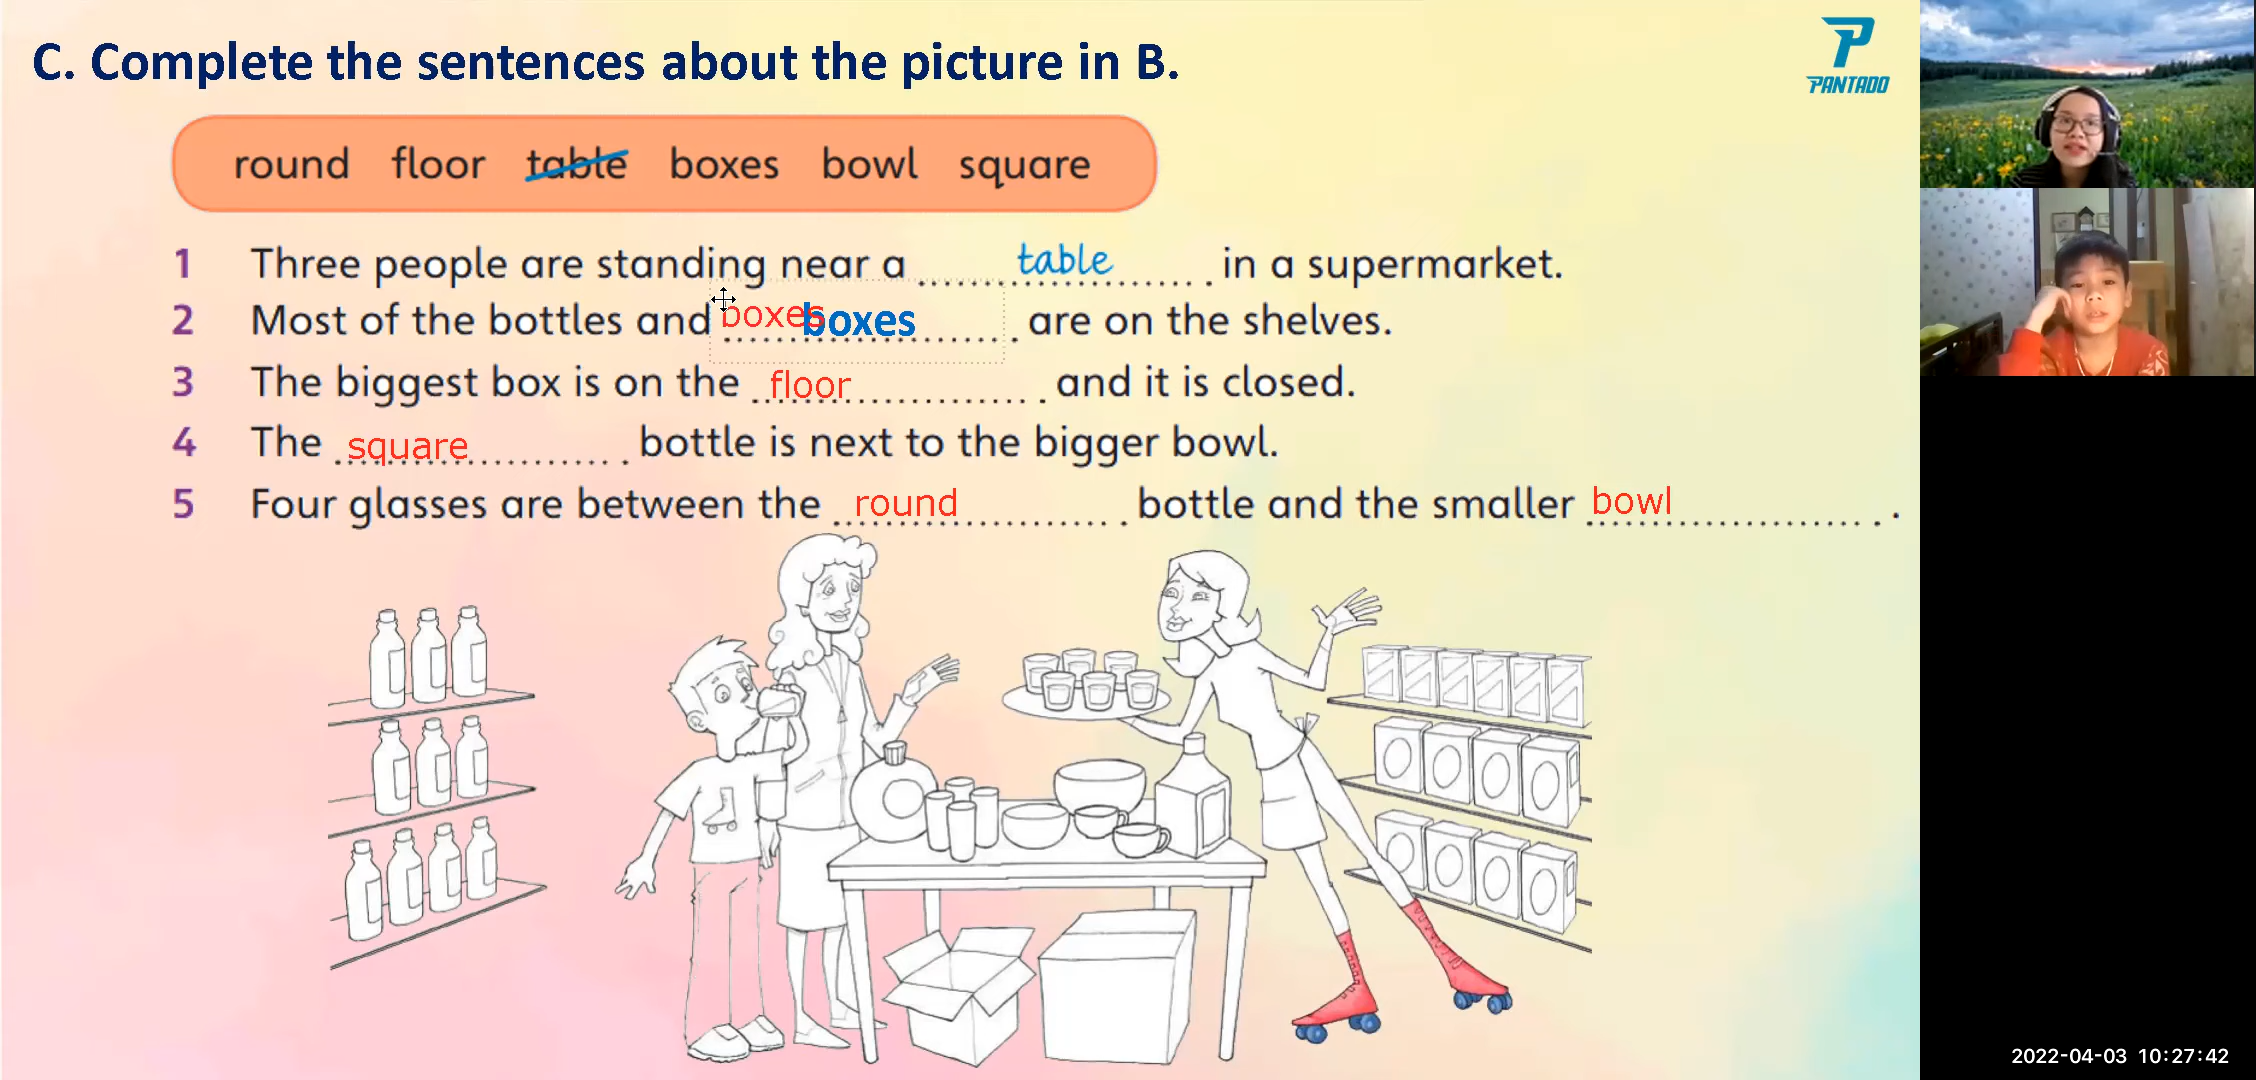 C. Complete the sentences about the picture in B.
PANTADO
round floor table boxes bowl square
1 Three people are standing near a table in a supermarket.
2 Most of the bottles and boxes boxes are on the shelves.
3 The biggest box is on the floor and it is closed.
4 The square bottle is next to the bigger bowl.
5 Four glasses are between the round bottle and the smaller bowl.
2022-04-03 10:27:42